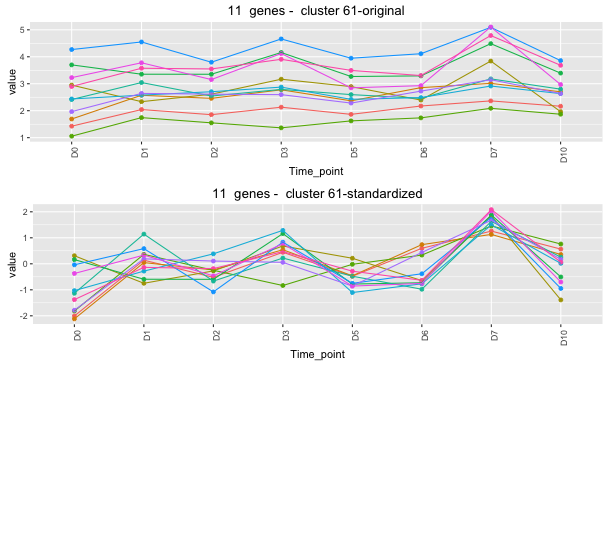 11 genes - cluster 61-original
value
5
4
3
2
1
D0 D1 D2 D3 D5 D6 D7 D10
Time_point
11 genes - cluster 61-standardized
value
2
1
0
-1
-2
D0 D1 D2 D3 D5 D6 D7 D10
Time_point